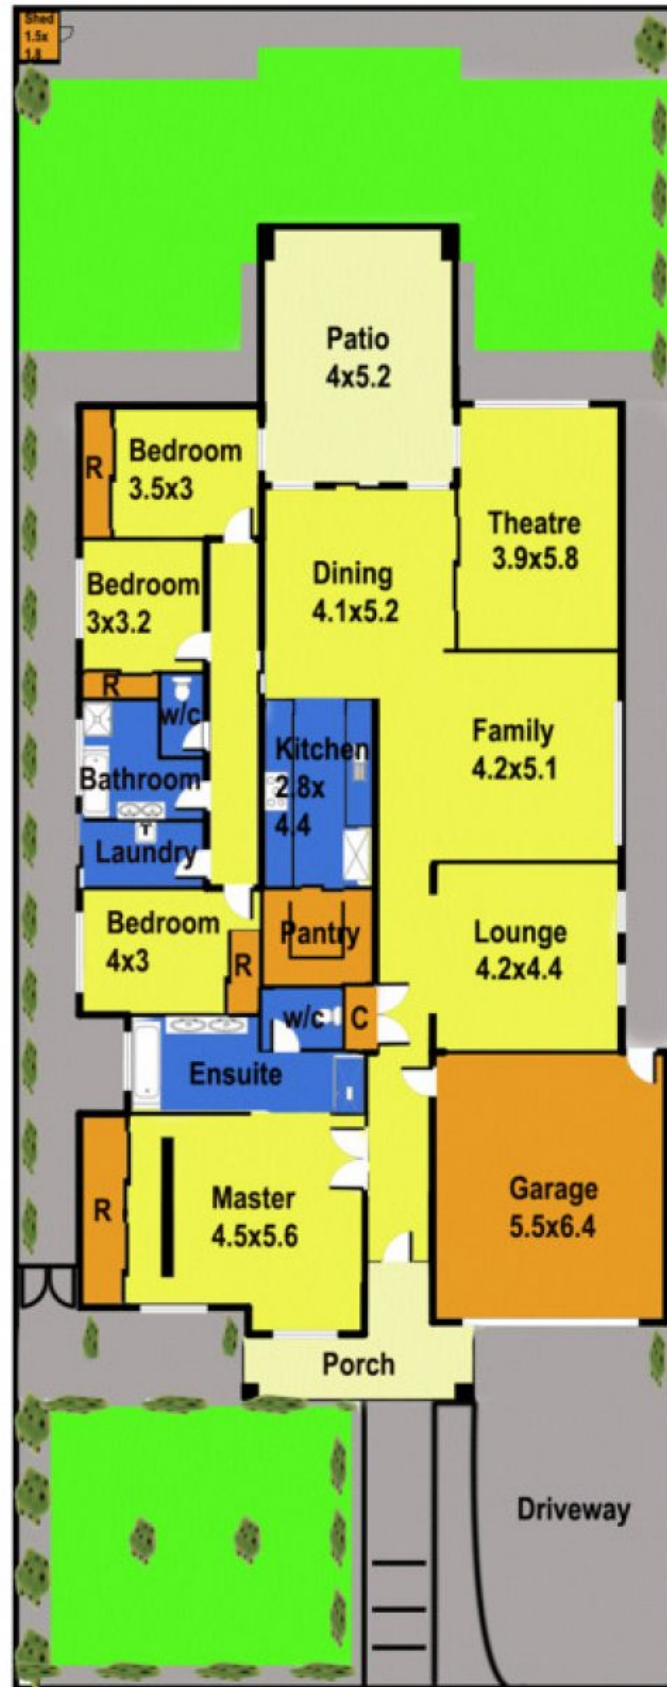 Shed
1.5x
1.8
Patio
4x5.2
R
Bedroom
3.5x3
Theatre
3.9x5.8
Dining
4.1x5.2
Bedroom
3x3.2
R
w/c
Family
4.2x5.1
Kitchen
2.8x
4.4
Bathroom
Laundry
Bedroom
4x3
R
Pantry
Lounge
4.2x4.4
w/c
C
Ensuite
R
Master
4.5x5.6
Garage
5.5x6.4
Porch
Driveway